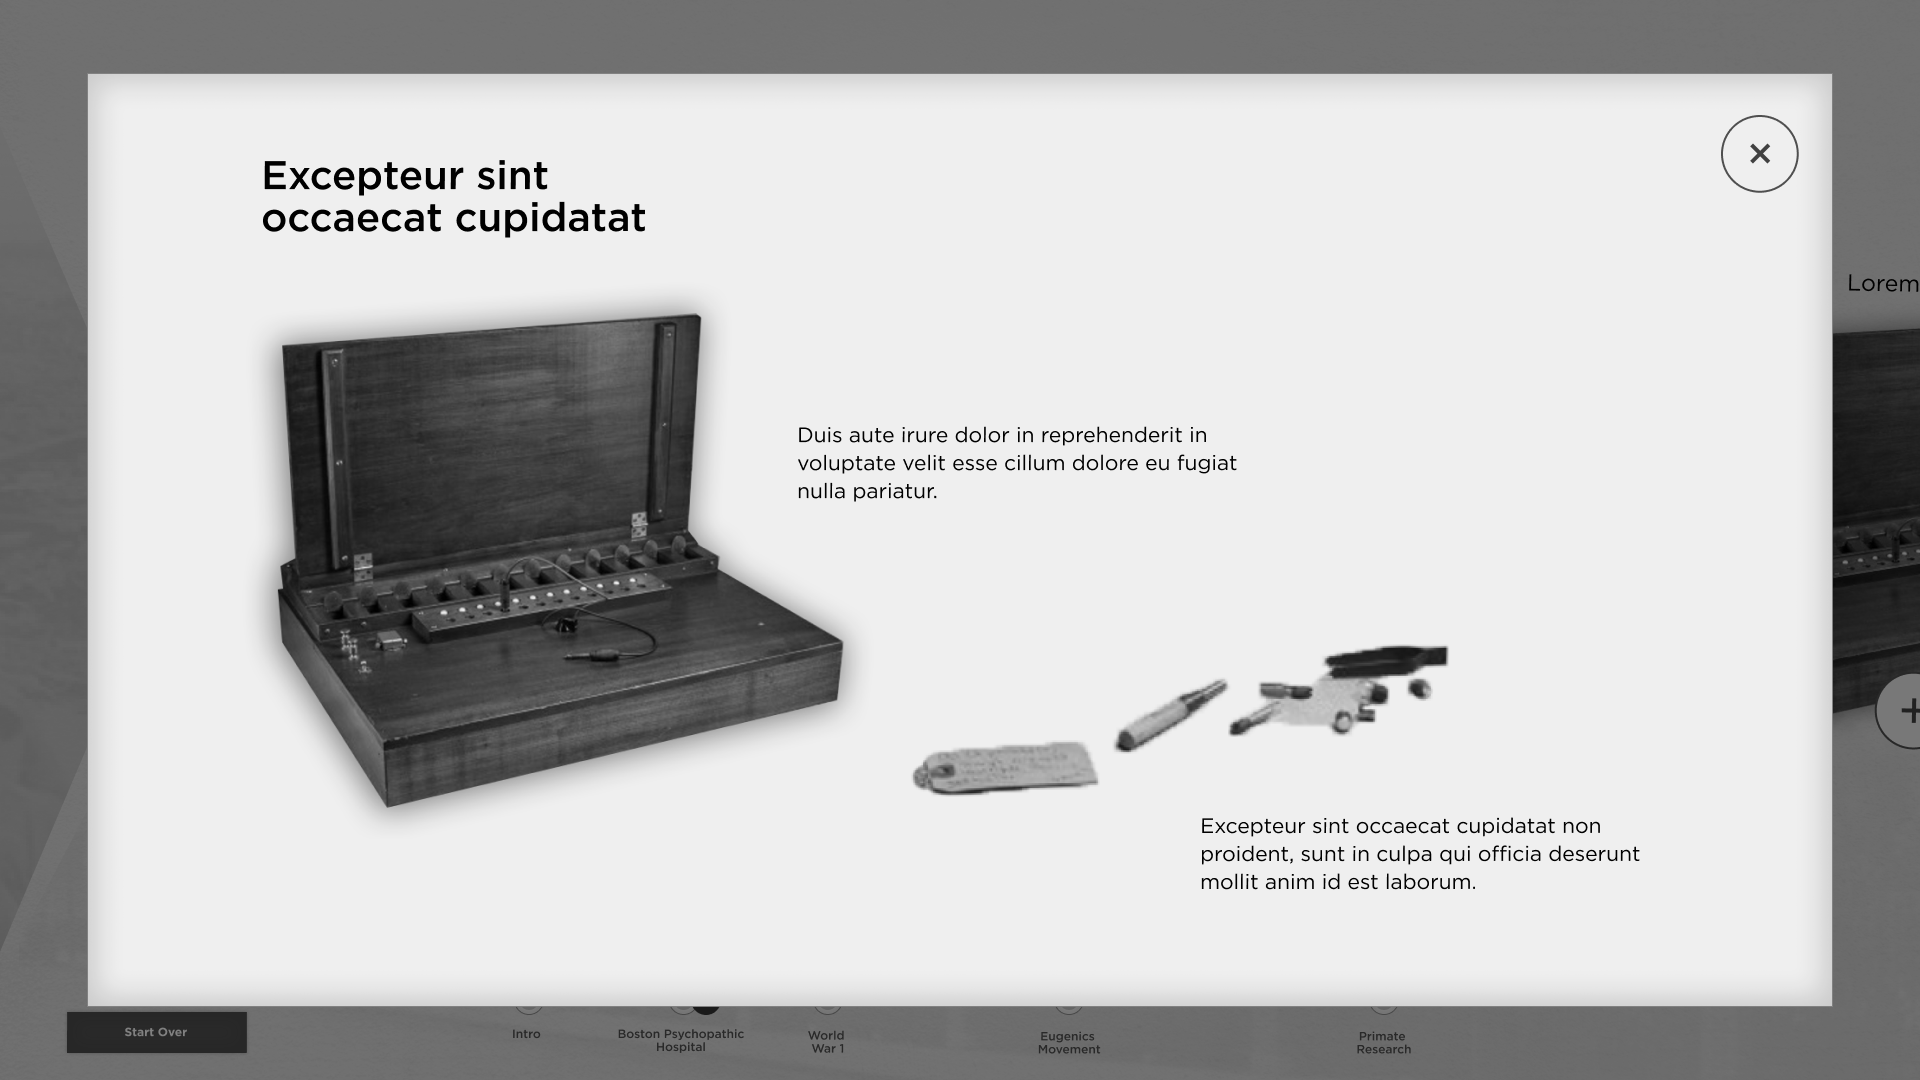 Excepteur sint
occaecat cupidatat
Lorem
Duis aute irure dolor in reprehenderit in
voluptate velit esse cillum dolore eu fugiat
nulla pariatur.
Excepteur sint occaecat cupidatat non
proident, sunt in culpa qui officia deserunt
mollit anim id est laborum.
Start Over
Intro
Boston Psychopathic
Hospital
World
War 1
Eugenics
Movement
Primate
Research